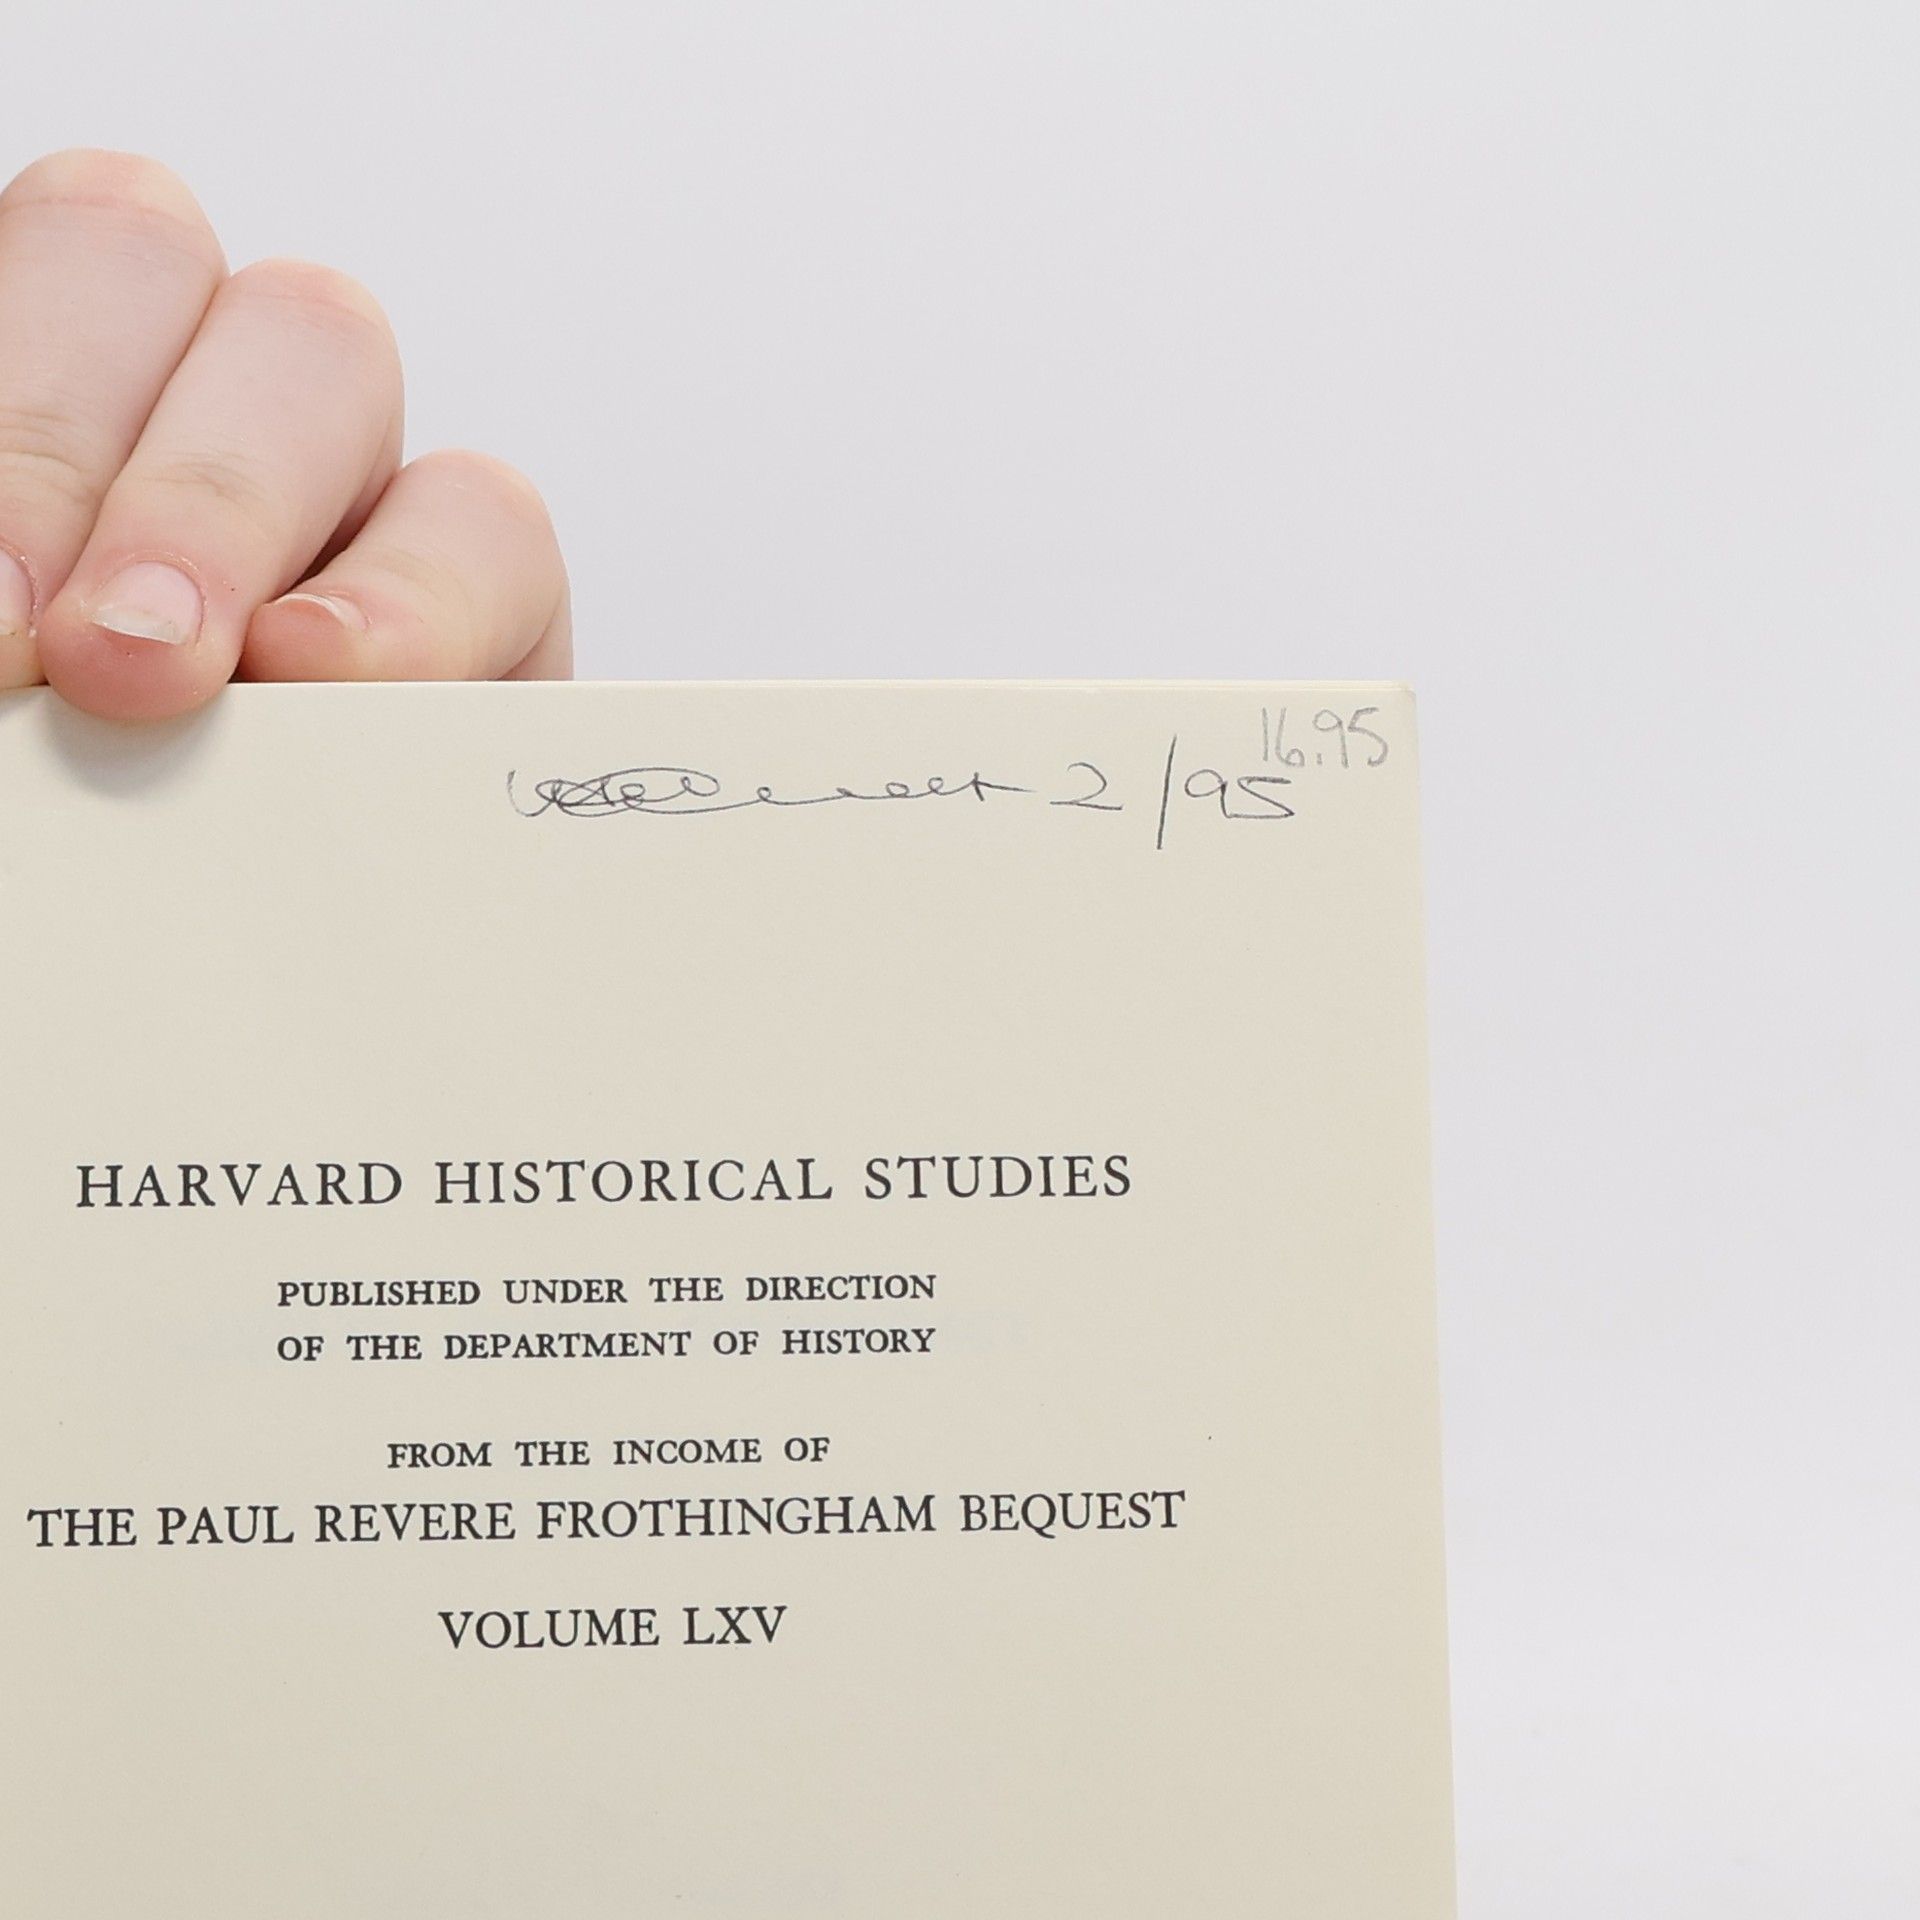 16.95
2/95
HARVARD HISTORICAL STUDIES
PUBLISHED UNDER THE DIRECTION
OF THE DEPARTMENT OF HISTORY
FROM THE INCOME OF
THE PAUL REVERE FROTHINGHAM BEQUEST
VOLUME LXV